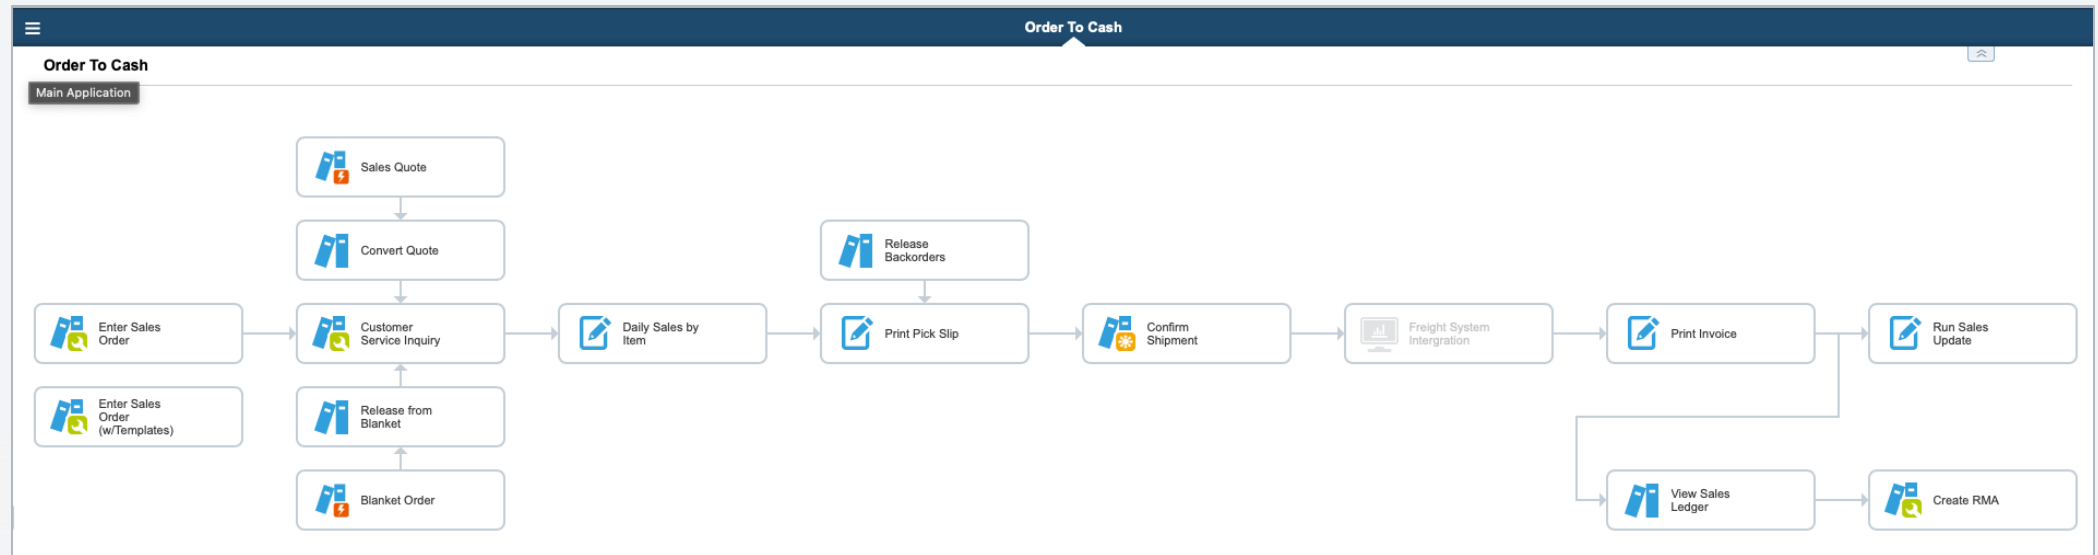 Order To Cash
Order To Cash
Main Application
Sales Quote
Convert Quote
Release
Backorders
Enter Sales
Order
Customer
Service Inquiry
Daily Sales by
Item
Print Pick Slip
Confirm
Shipment
Freight System
Intergration
Print Invoice
Run Sales
Update
Enter Sales
Order
(w/Templates)
Release from
Blanket
Blanket Order
View Sales
Ledger
Create RMA